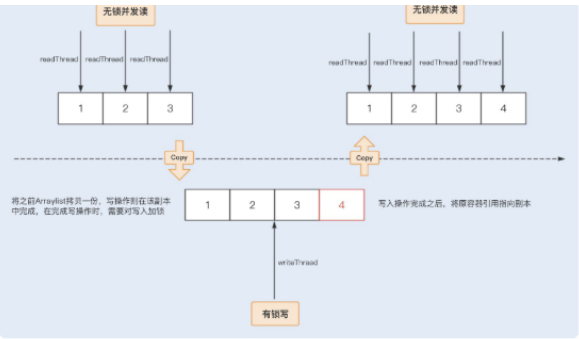 无锁并发读
无锁并发读
readThread readThread readThread
readThread readThread readThread readThread
1 2 3
1 2 3 4
Copy
Copy
将之前Arraylist拷贝一份，写操作则在该副本
中完成。在完成写操作时，需要对写入加锁
1 2 3 4
写入操作完成之后，将原容器引用指向副本
writeThread
有锁写